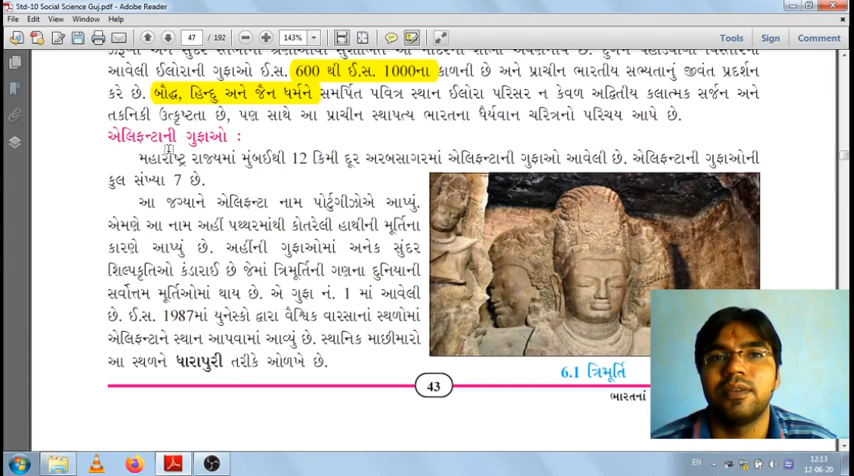 Std-10 Social Science Guj.pdf - Adobe Reader
File Edit View Window Help
47 / 192 143%
Tools Sign Comment
આવેલી ઈલોરાની ગુફાઓ ઈ.સ. 600 થી ઈ.સ. 1000ના કાળની છે અને પ્રાચીન ભારતીય સભ્યતાનું જીવંત પ્રદર્શન
કરે છે. બૌદ્ધ, હિન્દુ અને જૈન ધર્મને સમર્પિત પવિત્ર સ્થાન ઈલોરા પરિસર ન કેવળ અદ્વિતીય કલાત્મક સર્જન અને
તકનિકી ઉત્કૃષ્ટતા છે, પણ સાથે આ પ્રાચીન સ્થાપત્ય ભારતના ધૈર્યવાન ચરિત્રનો પરિચય આપે છે.
એલિફન્ટાની ગુફાઓ :
મહારાષ્ટ્ર રાજ્યમાં મુંબઈથી 12 કિમી દૂર અરબસાગરમાં એલિફન્ટાની ગુફાઓ આવેલી છે. એલિફન્ટાની ગુફાઓની
કુલ સંખ્યા 7 છે.
આ જગ્યાને એલિફન્ટા નામ પોર્ટુગીઝોએ આપ્યું.
એમણે આ નામ અહીં પથ્થરમાંથી કોતરેલી હાથીની મૂર્તિના
કારણે આપ્યું છે. અહીંની ગુફાઓમાં અનેક સુંદર
શિલ્પકૃતિઓ કંડારાઈ છે જેમાં ત્રિમૂર્તિની ગણના દુનિયાની
સર્વોત્તમ મૂર્તિઓમાં થાય છે. એ ગુફા નં. 1 માં આવેલી
છે. ઈ.સ. 1987માં યુનેસ્કો દ્વારા વૈશ્વિક વારસાનાં સ્થળોમાં
એલિફન્ટાને સ્થાન આપવામાં આવ્યું છે. સ્થાનિક માછીમારો
આ સ્થળને ધારાપુરી તરીકે ઓળખે છે.
6.1 ત્રિમૂર્તિ
43
ભારતનાં
EN
12:13
12-06-20